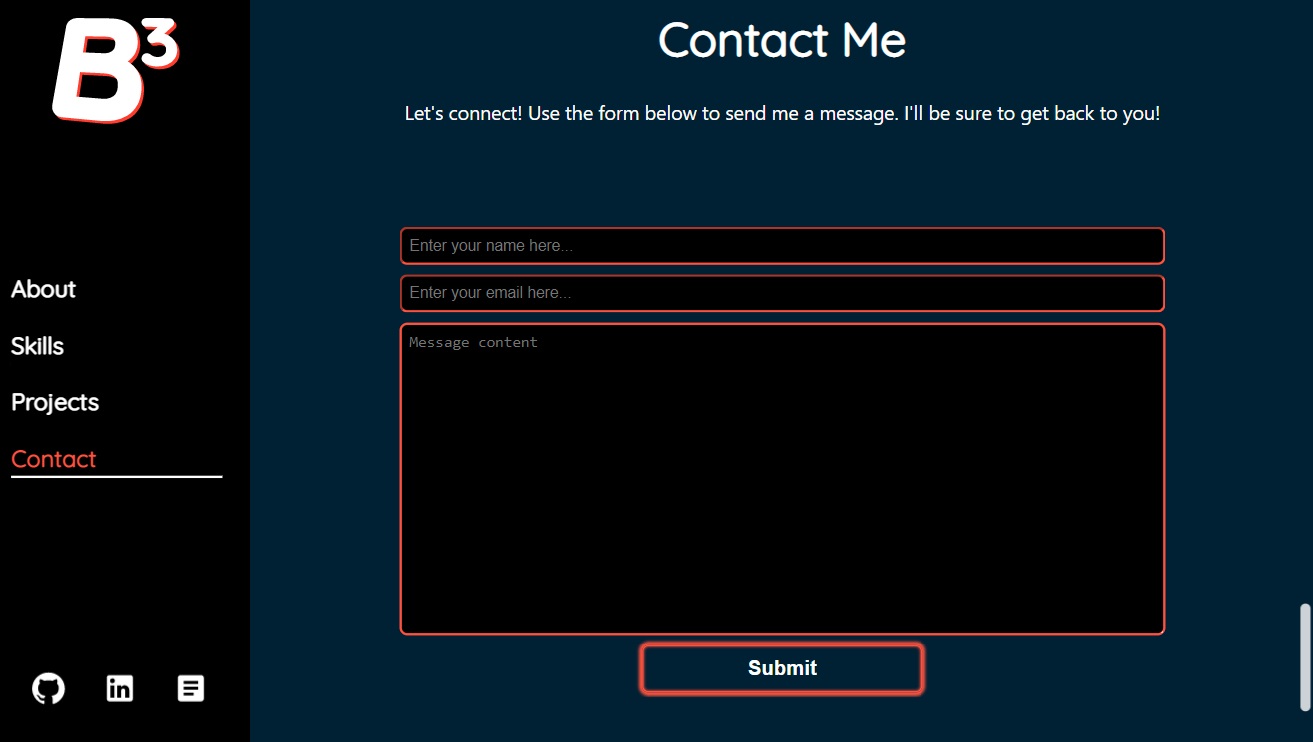 B³
About
Skills
Projects
Contact
Contact Me
Let's connect! Use the form below to send me a message. I'll be sure to get back to you!
Enter your name here...
Enter your email here...
Message content
Submit
in